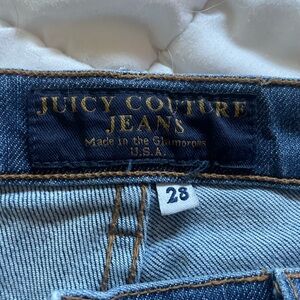 JUICY COUTURE
JEANS
Made in the Glamorous
U.S.A.
28